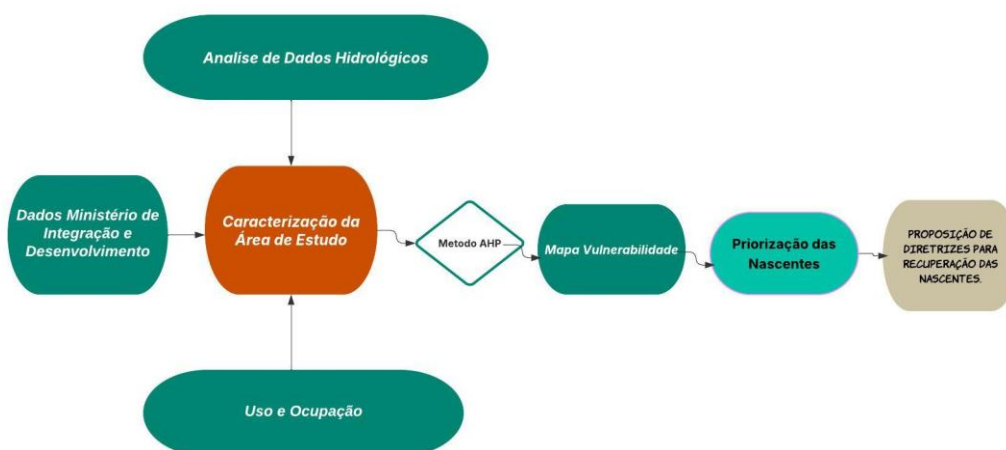 Analise de Dados Hidrológicos
Dados Ministério de
Integração e
Desenvolvimento
Caracterização da
Área de Estudo
Metodo AHP
Mapa Vulnerabilidade
Priorização das
Nascentes
PROPOSIÇÃO DE
DIRETRIZES PARA
RECUPERAÇÃO DAS
NASCENTES.
Uso e Ocupação